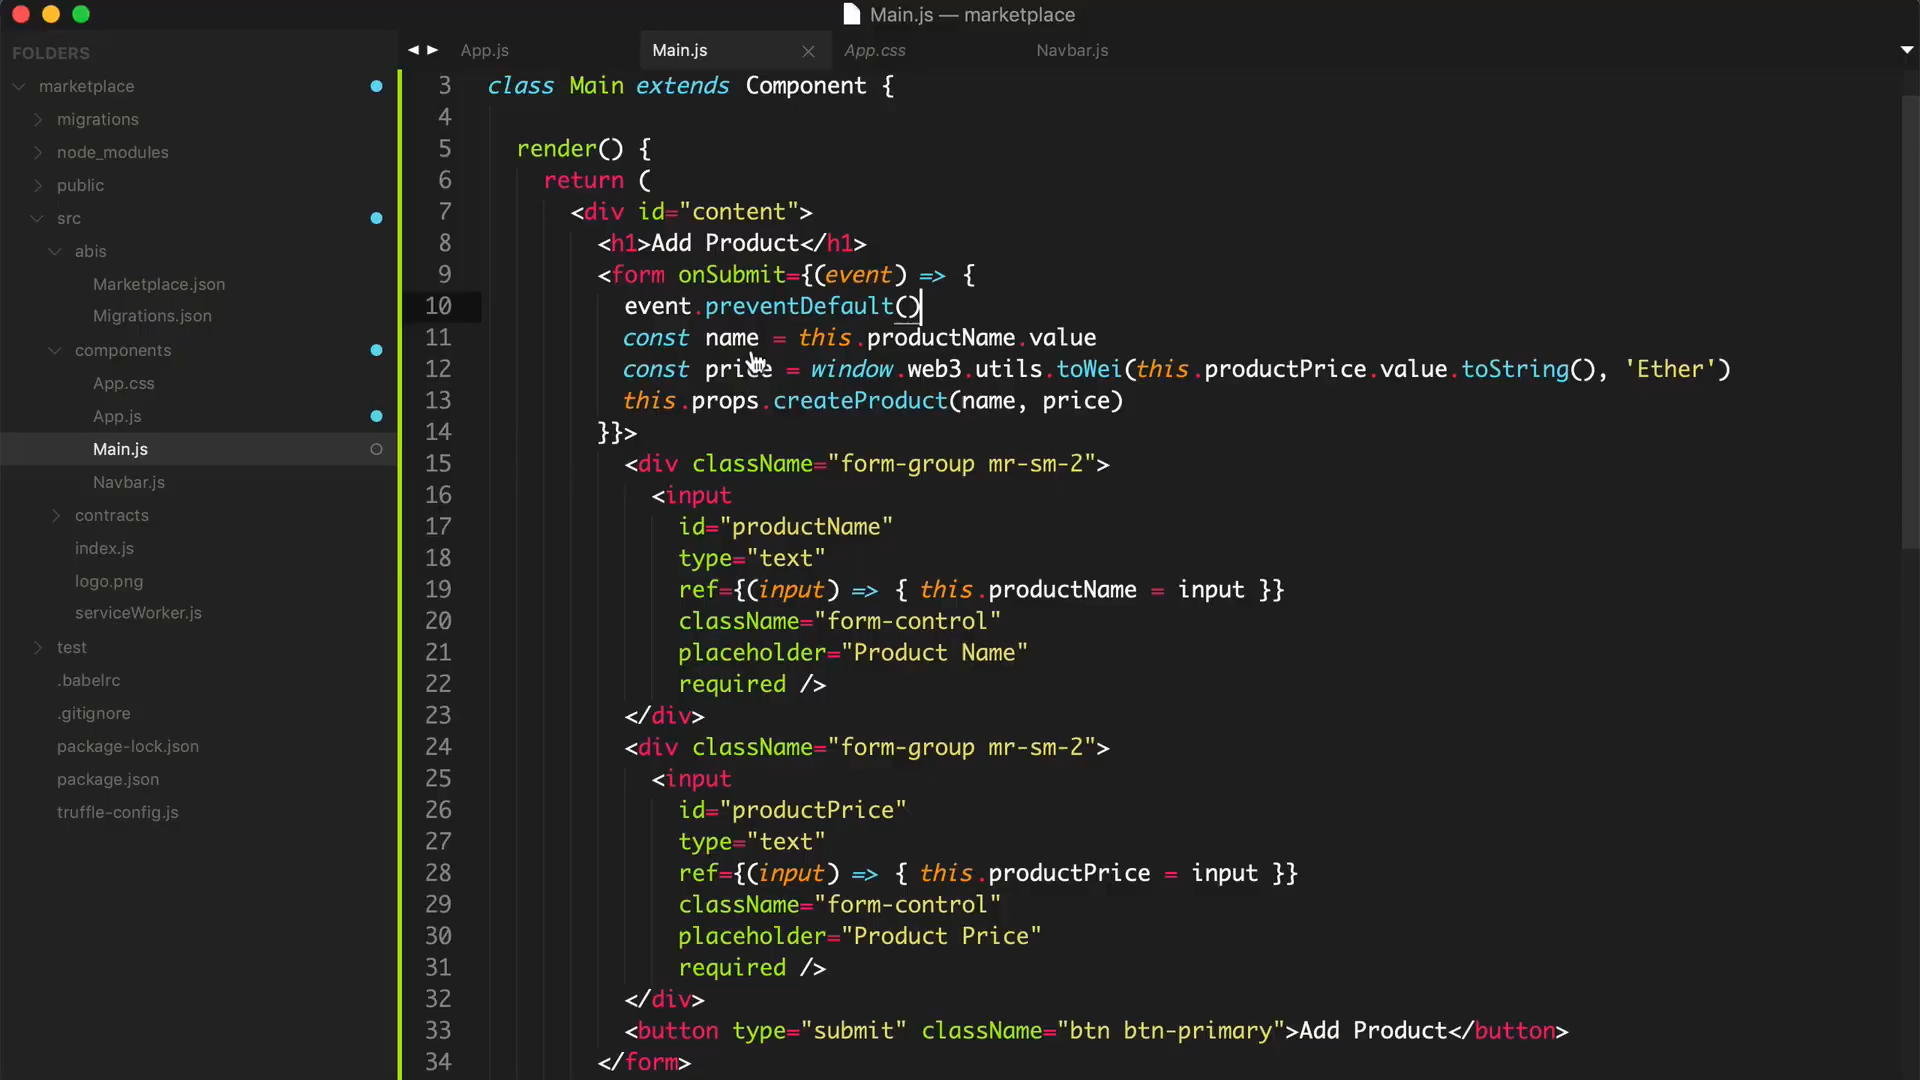 Main.js — marketplace
FOLDERS
marketplace
migrations
node_modules
public
src
abis
Marketplace.json
Migrations.json
components
App.css
App.js
Main.js
Navbar.js
contracts
index.js
logo.png
serviceWorker.js
test
.babelrc
.gitignore
package-lock.json
package.json
truffle-config.js
App.js
Main.js
App.css
Navbar.js
3 class Main extends Component {
4
5 render() {
6 return (
7 <div id="content">
8 <h1>Add Product</h1>
9 <form onSubmit={(event) => {
10 event.preventDefault()
11 const name = this.productName.value
12 const price = window.web3.utils.toWei(this.productPrice.value.toString(), 'Ether')
13 this.props.createProduct(name, price)
14 }}>
15 <div className="form-group mr-sm-2">
16 <input
17 id="productName"
18 type="text"
19 ref={(input) => { this.productName = input }}
20 className="form-control"
21 placeholder="Product Name"
22 required />
23 </div>
24 <div className="form-group mr-sm-2">
25 <input
26 id="productPrice"
27 type="text"
28 ref={(input) => { this.productPrice = input }}
29 className="form-control"
30 placeholder="Product Price"
31 required />
32 </div>
33 <button type="submit" className="btn btn-primary">Add Product</button>
34 </form>